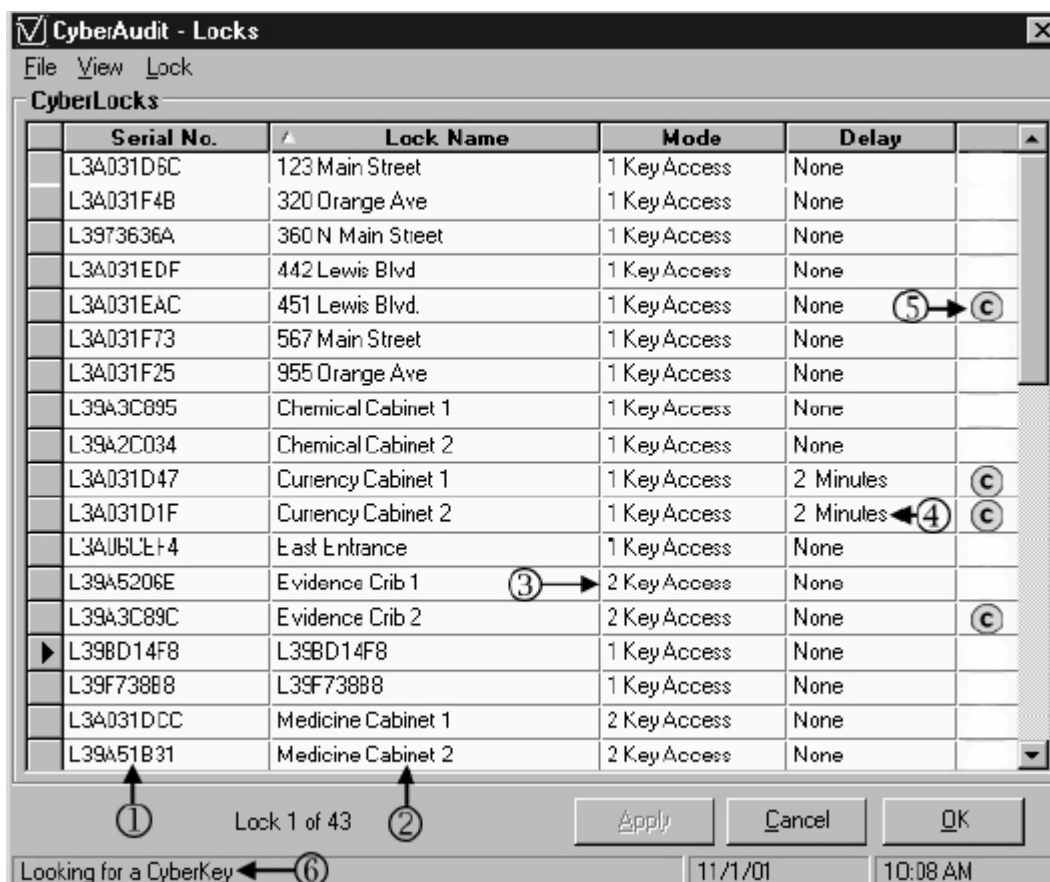 CyberAudit - Locks
File View Lock
CyberLocks
Serial No. Lock Name Mode Delay
L3A031D6C 123 Main Street 1 Key Access None
L3A031F4B 320 Orange Ave 1 Key Access None
L3973636A 360 N Main Street 1 Key Access None
L3A031EDF 442 Lewis Blvd 1 Key Access None
L3A031EAC 451 Lewis Blvd. 1 Key Access None 5 C
L3A031F73 567 Main Street 1 Key Access None
L3A031F25 955 Orange Ave 1 Key Access None
L39A3C895 Chemical Cabinet 1 1 Key Access None
L39A2C034 Chemical Cabinet 2 1 Key Access None
L3A031D47 Currency Cabinet 1 1 Key Access 2 Minutes C
L3A031D1F Currency Cabinet 2 1 Key Access 2 Minutes 4 C
L3A06CEF4 East Entrance 1 Key Access None
L39A5206E Evidence Crib 1 3 2 Key Access None
L39A3C89C Evidence Crib 2 2 Key Access None C
L39BD14F8 L39BD14F8 1 Key Access None
L39F738B8 L39F738B8 1 Key Access None
L3A031DCC Medicine Cabinet 1 2 Key Access None
L39A51B31 Medicine Cabinet 2 2 Key Access None
1 Lock 1 of 43 2 Apply Cancel OK
Looking for a CyberKey 6 11/1/01 10:08 AM